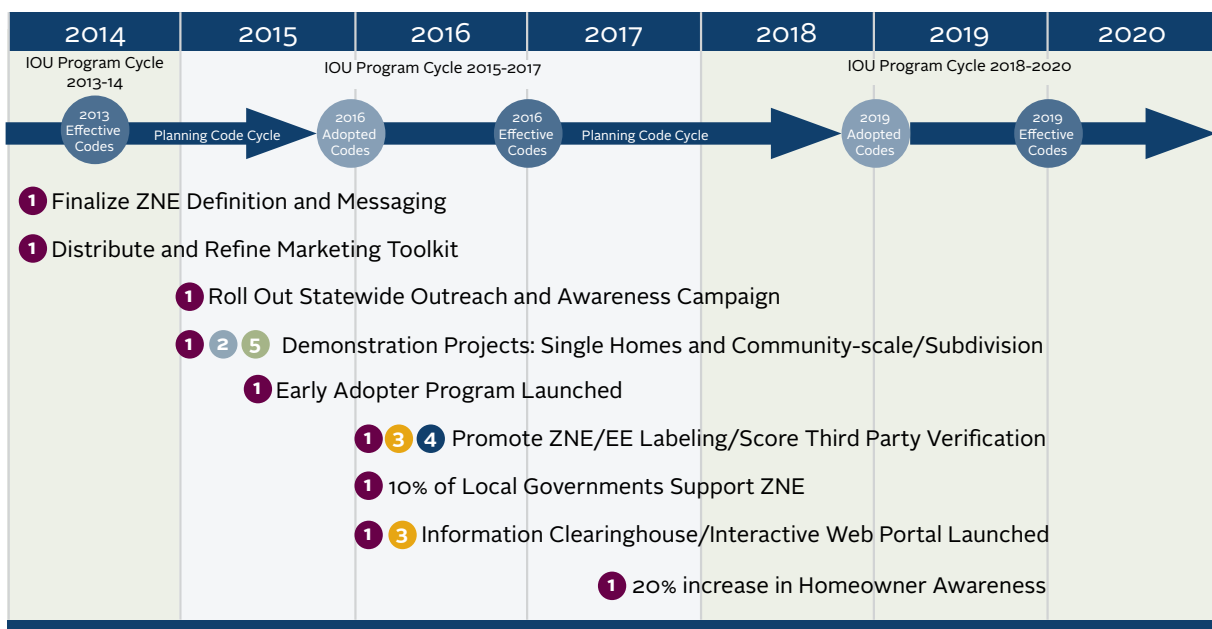 2014 2015 2016 2017 2018 2019 2020
IOU Program Cycle
2013-14
IOU Program Cycle 2015-2017
IOU Program Cycle 2018-2020
2013
Effective
Codes
Planning Code Cycle
2016
Adopted
Codes
2016
Effective
Codes
Planning Code Cycle
2019
Adopted
Codes
2019
Effective
Codes
1 Finalize ZNE Definition and Messaging
1 Distribute and Refine Marketing Toolkit
1 Roll Out Statewide Outreach and Awareness Campaign
1 2 5 Demonstration Projects: Single Homes and Community-scale/Subdivision
1 Early Adopter Program Launched
1 3 4 Promote ZNE/EE Labeling/Score Third Party Verification
1 10% of Local Governments Support ZNE
1 3 Information Clearinghouse/Interactive Web Portal Launched
1 20% increase in Homeowner Awareness